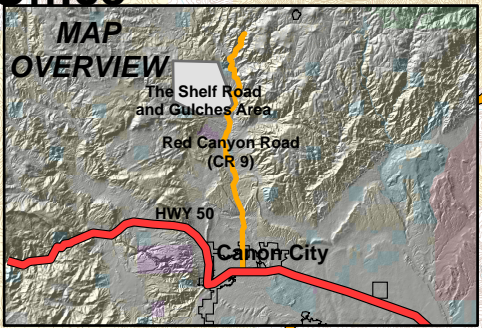 MAP
OVERVIEW
The Shelf Road
and Gulches Area
Red Canyon Road
(CR 9)
HWY 50
Canon City